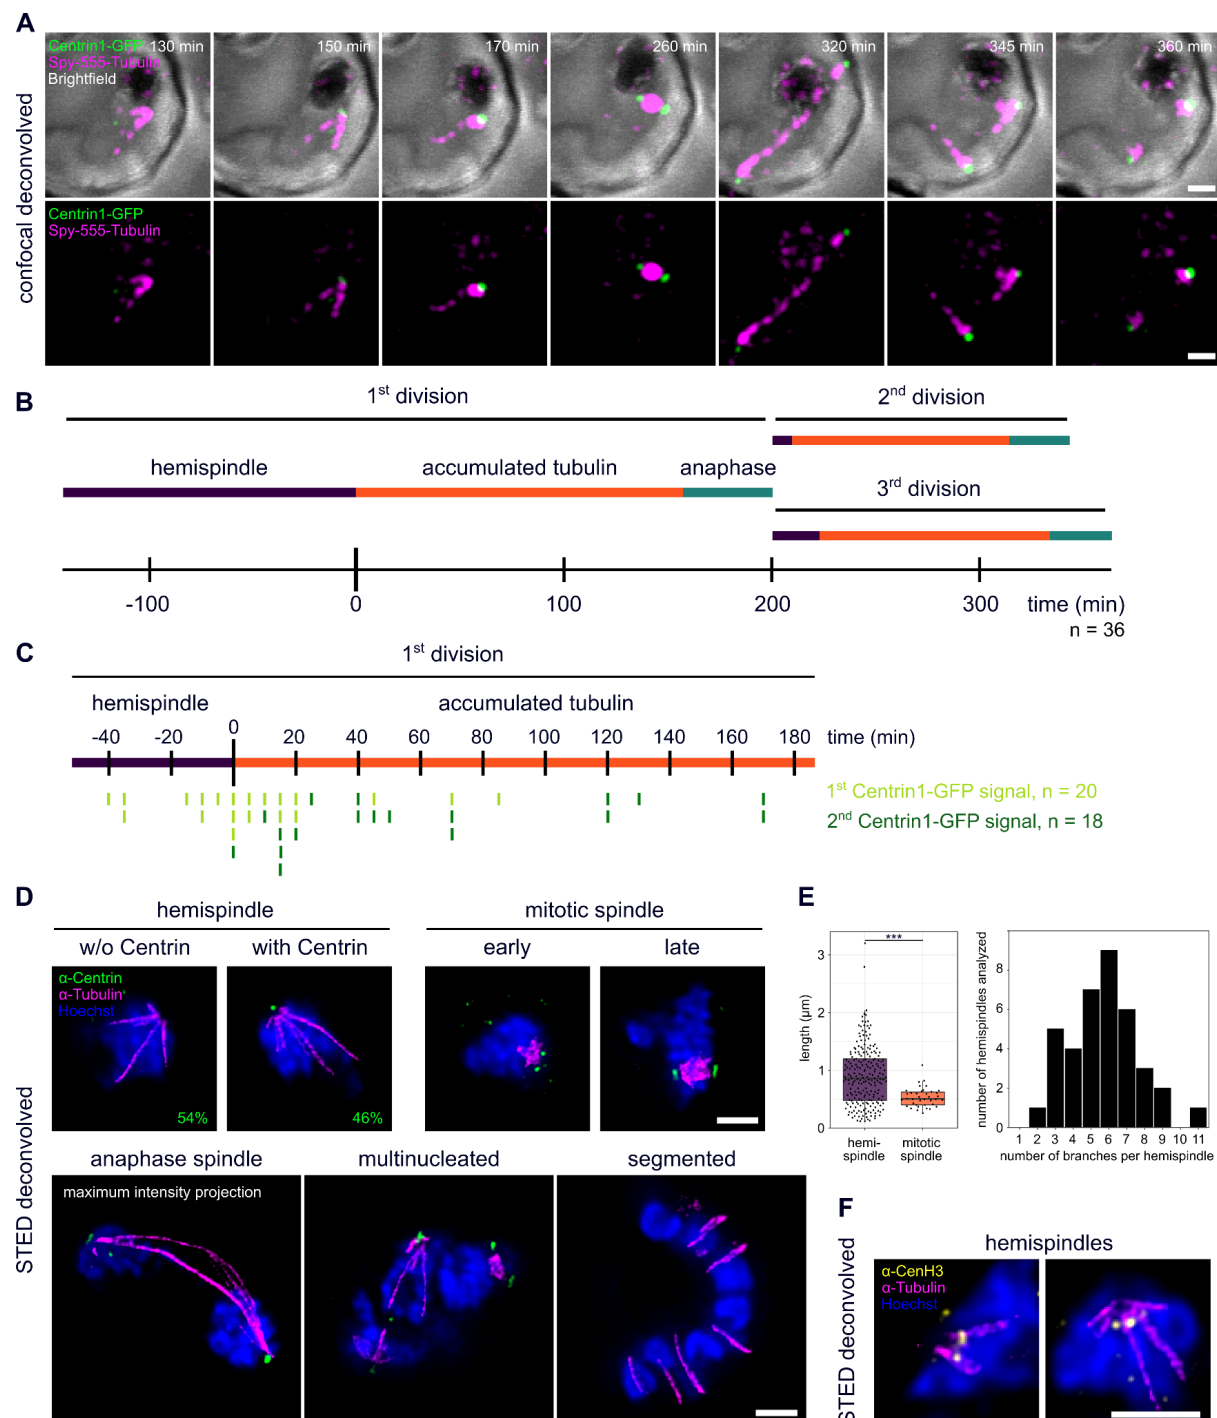 A
confocal deconvolved
Centrin1-GFP
Spy-555-Tubulin
Brightfield
130 min
150 min
170 min
260 min
320 min
345 min
360 min
Centrin1-GFP
Spy-555-Tubulin
B
1st division
2nd division
hemispindle
accumulated tubulin
anaphase
3rd division
-100
0
100
200
300
time (min)
n = 36
C
1st division
hemispindle
accumulated tubulin
-40 -20 0 20 40 60 80 100 120 140 160 180
time (min)
1st Centrin1-GFP signal, n = 20
2nd Centrin1-GFP signal, n = 18
D
STED deconvolved
hemispindle
mitotic spindle
w/o Centrin
with Centrin
early
late
α-Centrin
α-Tubulin
Hoechst
54%
46%
anaphase spindle
multinucleated
segmented
maximum intensity projection
E
length (µm)
3
2
1
0
***
hemi-
spindle
mitotic
spindle
number of hemispindles analyzed
8
6
4
2
0
1 2 3 4 5 6 7 8 9 10 11
number of branches per hemispindle
F
STED deconvolved
hemispindles
α-CenH3
α-Tubulin
Hoechst